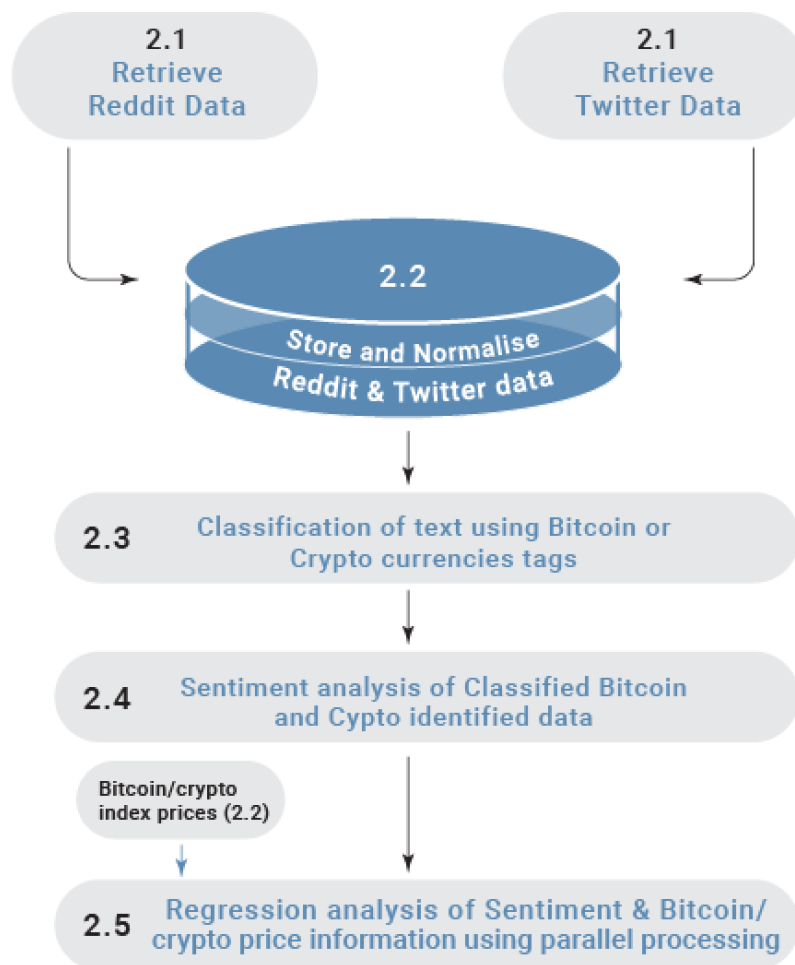 2.1
Retrieve
Reddit Data
2.1
Retrieve
Twitter Data
2.2
Store and Normalise
Reddit & Twitter data
2.3
Classification of text using Bitcoin or
Crypto currencies tags
2.4
Sentiment analysis of Classified Bitcoin
and Cypto identified data
Bitcoin/crypto
index prices (2.2)
2.5
Regression analysis of Sentiment & Bitcoin/
crypto price information using parallel processing